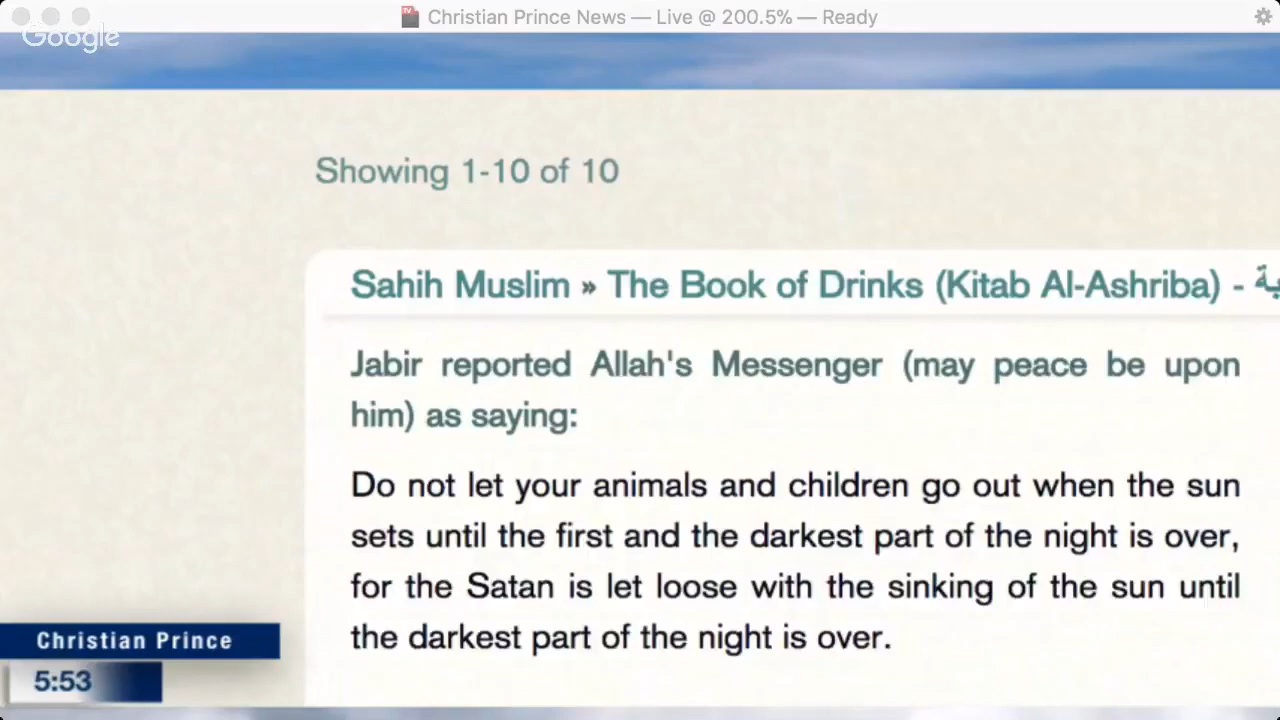 Christian Prince News — Live @ 200.5% — Ready
Google
Showing 1-10 of 10
Sahih Muslim » The Book of Drinks (Kitab Al-Ashriba) -
Jabir reported Allah's Messenger (may peace be upon
him) as saying:
Do not let your animals and children go out when the sun
sets until the first and the darkest part of the night is over,
for the Satan is let loose with the sinking of the sun until
the darkest part of the night is over.
Christian Prince
5:53